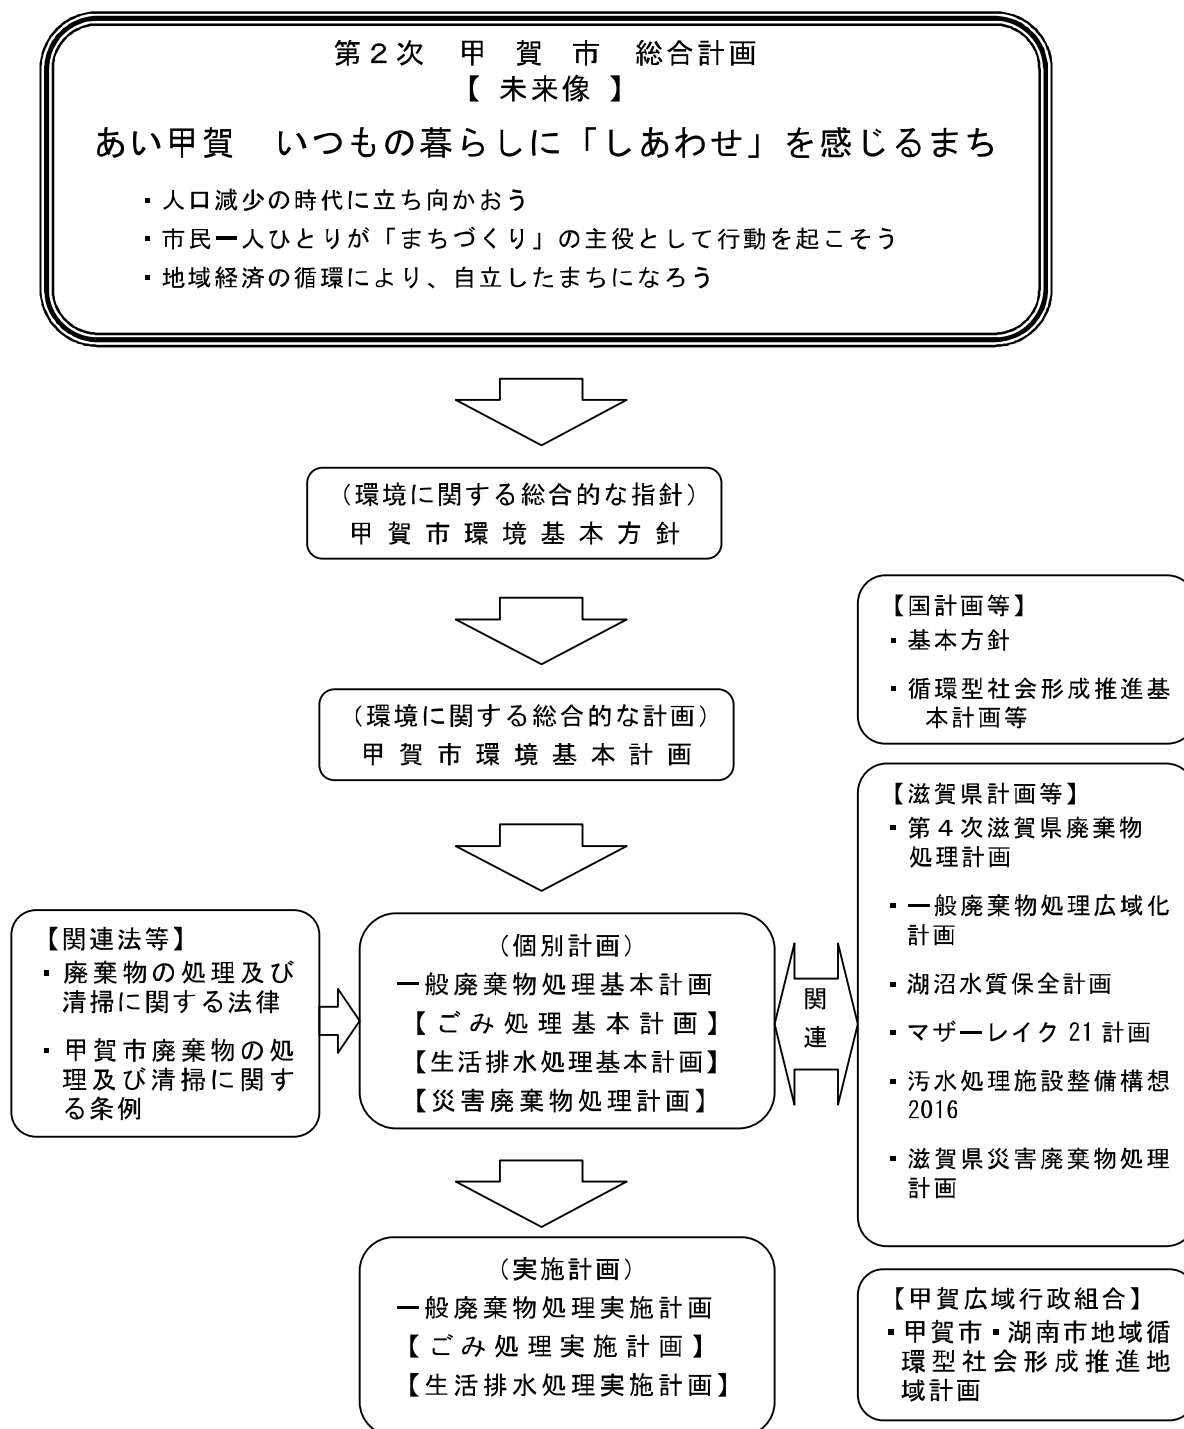 第２次　甲　賀　市　総合計画
【 未来像 】
あい甲賀　いつもの暮らしに「しあわせ」を感じるまち
・人口減少の時代に立ち向かおう
・市民一人ひとりが「まちづくり」の主役として行動を起こそう
・地域経済の循環により、自立したまちになろう
（環境に関する総合的な指針）
甲賀市環境基本方針
（環境に関する総合的な計画）
甲賀市環境基本計画
【関連法等】
・廃棄物の処理及び
清掃に関する法律
・甲賀市廃棄物の処
理及び清掃に関す
る条例
（個別計画）
一般廃棄物処理基本計画
【ごみ処理基本計画】
【生活排水処理基本計画】
【災害廃棄物処理計画】
関
連
【国計画等】
・基本方針
・循環型社会形成推進基
本計画等
【滋賀県計画等】
・第４次滋賀県廃棄物
処理計画
・一般廃棄物処理広域化
計画
・湖沼水質保全計画
・マザーレイク 21 計画
・汚水処理施設整備構想
2016
・滋賀県災害廃棄物処理
計画
（実施計画）
一般廃棄物処理実施計画
【ごみ処理実施計画】
【生活排水処理実施計画】
【甲賀広域行政組合】
・甲賀市・湖南市地域循
環型社会形成推進地
域計画